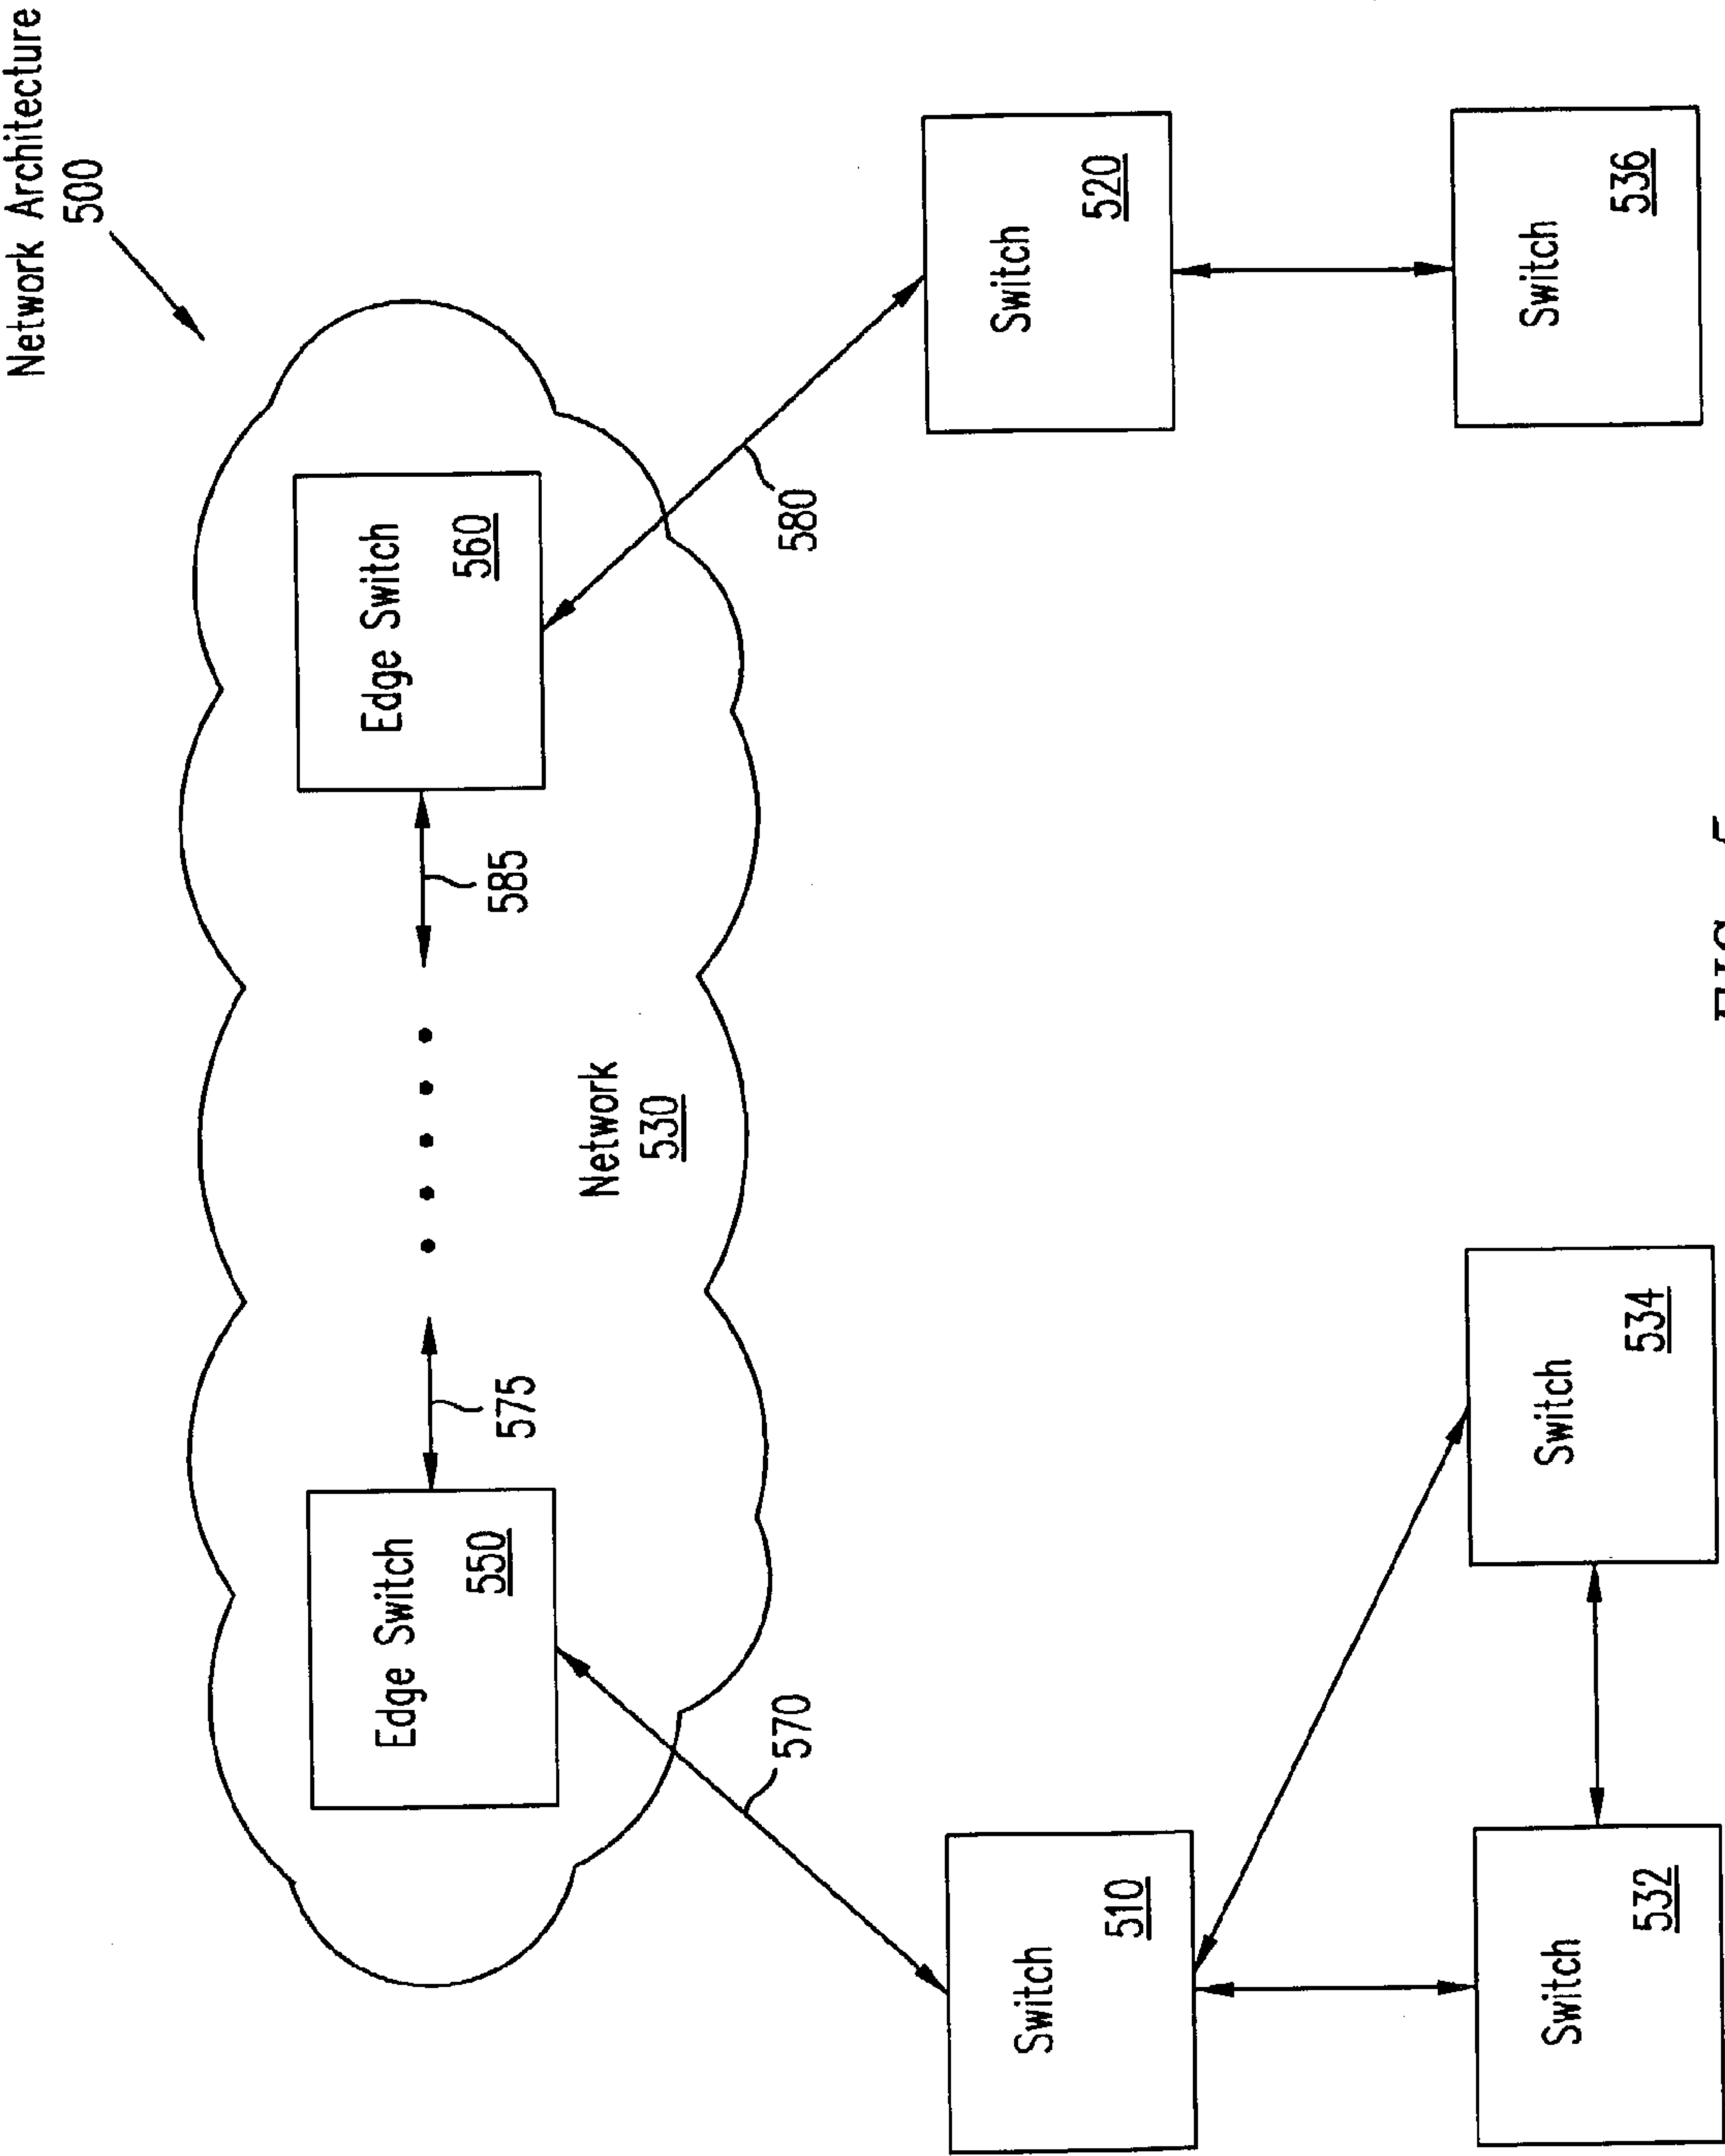 Network Architecture
500
Edge Switch
550
575
585
Edge Switch
560
Network
530
570
580
Switch
510
Switch
520
Switch
532
Switch
534
Switch
536